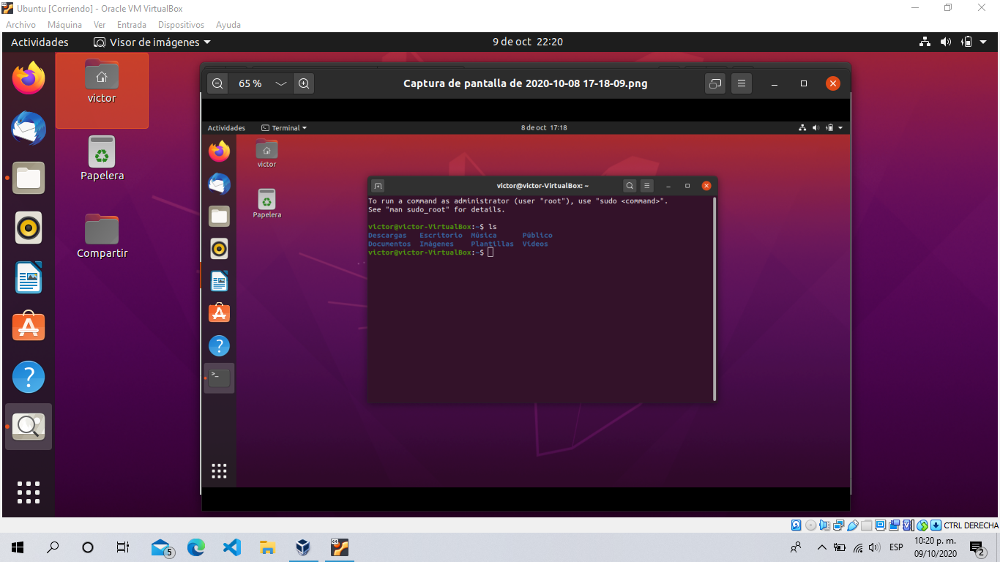 Ubuntu [Corriendo] - Oracle VM VirtualBox
Archivo Máquina Ver Entrada Dispositivos Ayuda
Actividades Visor de imágenes 9 de oct 22:20
victor
Papelera
Compartir
65 % Captura de pantalla de 2020-10-08 17-18-09.png
Actividades Terminal 8 de oct 17:18
victor
Papelera
victor@victor-VirtualBox: ~
To run a command as administrator (user "root"), use "sudo <command>".
See "man sudo_root" for details.
victor@victor-VirtualBox:~$ ls
Descargas Escritorio Música Público
Documentos Imágenes Plantillas Vídeos
victor@victor-VirtualBox:~$
CTRL DERECHA
5
64
ESP
10:20 p. m.
09/10/2020
2